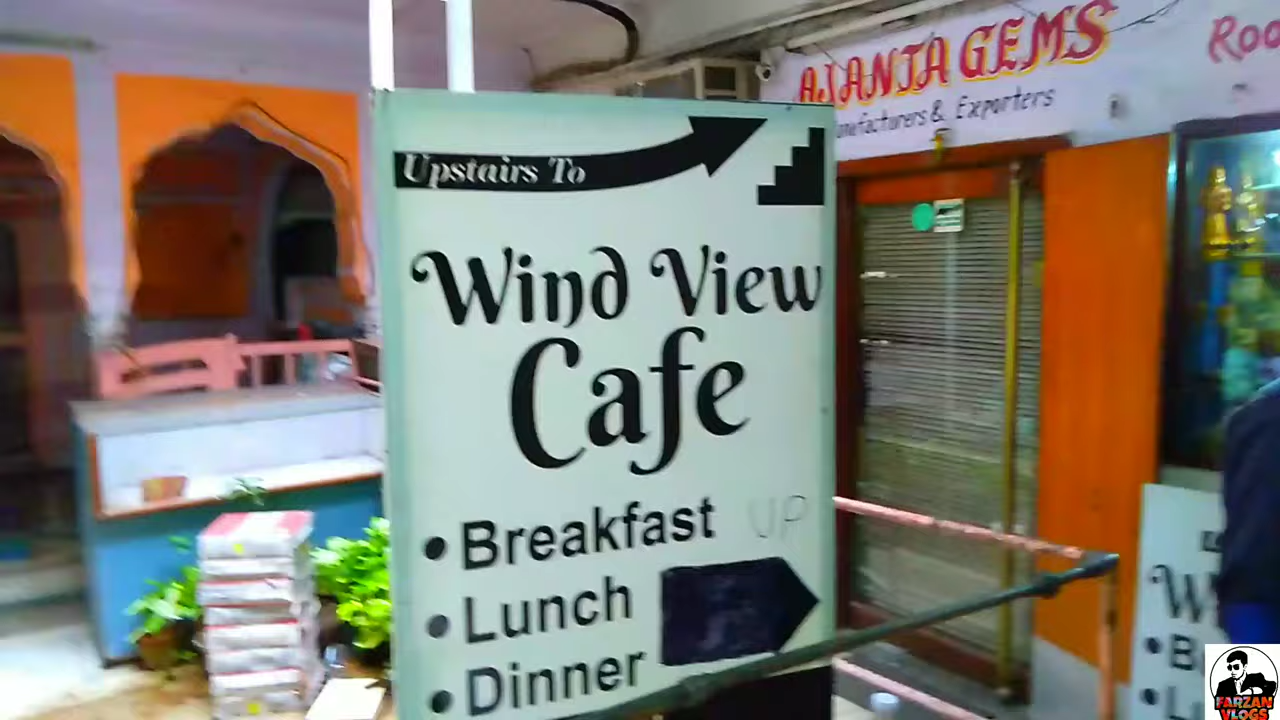 AJANTA GEMS
Manufacturers & Exporters
Upstairs To
Wind View
Cafe
• Breakfast UP
• Lunch
• Dinner
FARZAN
VLOGS